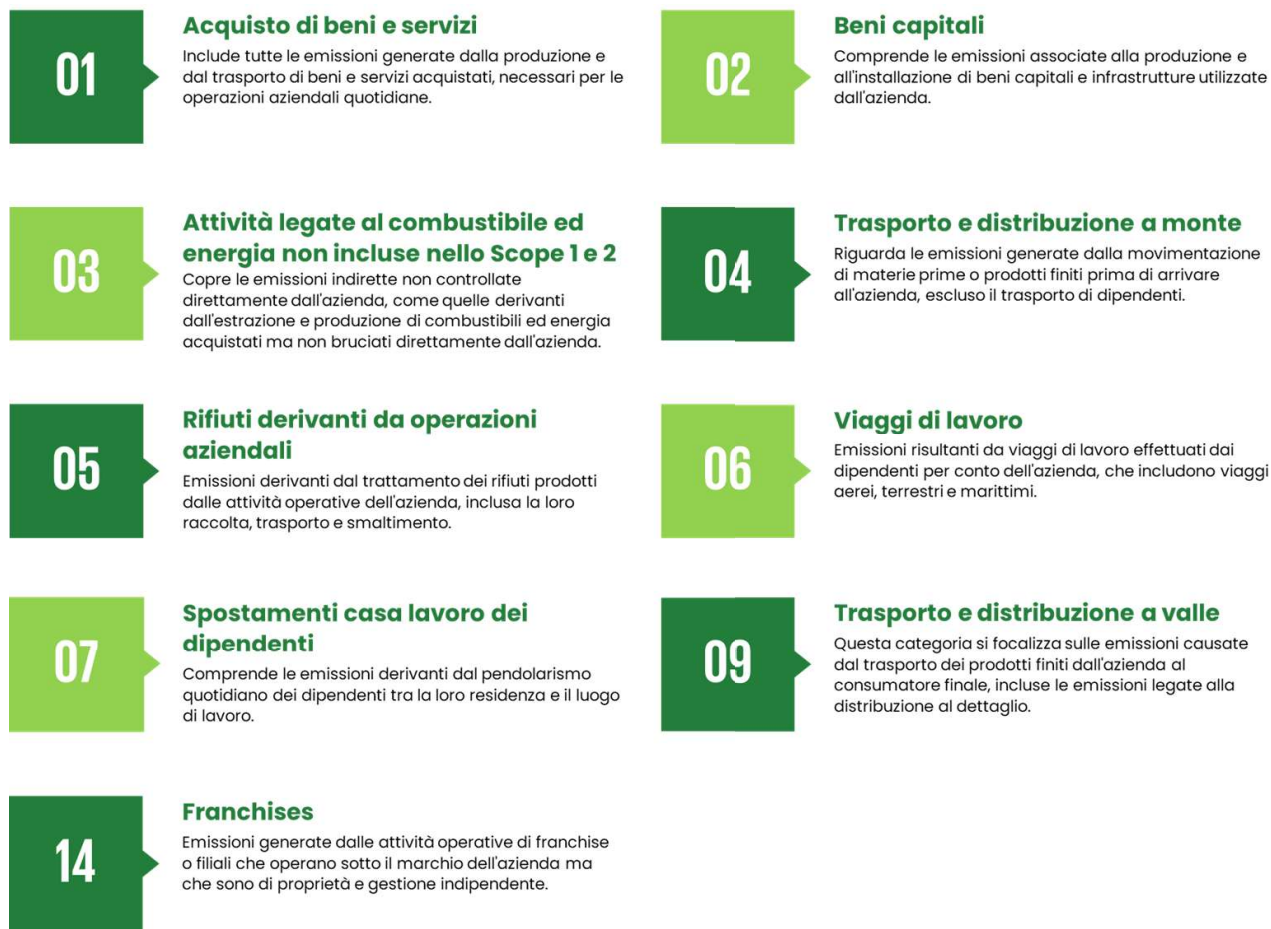 01
Acquisto di beni e servizi
Include tutte le emissioni generate dalla produzione e
dal trasporto di beni e servizi acquistati, necessari per le
operazioni aziendali quotidiane.
02
Beni capitali
Comprende le emissioni associate alla produzione e
all'installazione di beni capitali e infrastrutture utilizzate
dall'azienda.
03
Attività legate al combustibile ed
energia non incluse nello Scope 1 e 2
Copre le emissioni indirette non controllate
direttamente dall'azienda, come quelle derivanti
dall'estrazione e produzione di combustibili ed energia
acquistati ma non bruciati direttamente dall'azienda.
04
Trasporto e distribuzione a monte
Riguarda le emissioni generate dalla movimentazione
di materie prime o prodotti finiti prima di arrivare
all'azienda, escluso il trasporto di dipendenti.
05
Rifiuti derivanti da operazioni
aziendali
Emissioni derivanti dal trattamento dei rifiuti prodotti
dalle attività operative dell'azienda, inclusa la loro
raccolta, trasporto e smaltimento.
06
Viaggi di lavoro
Emissioni risultanti da viaggi di lavoro effettuati dai
dipendenti per conto dell'azienda, che includono viaggi
aerei, terrestri e marittimi.
07
Spostamenti casa lavoro dei
dipendenti
Comprende le emissioni derivanti dal pendolarismo
quotidiano dei dipendenti tra la loro residenza e il luogo
di lavoro.
09
Trasporto e distribuzione a valle
Questa categoria si focalizza sulle emissioni causate
dal trasporto dei prodotti finiti dall'azienda al
consumatore finale, incluse le emissioni legate alla
distribuzione al dettaglio.
14
Franchises
Emissioni generate dalle attività operative di franchise
o filiali che operano sotto il marchio dell'azienda ma
che sono di proprietà e gestione indipendente.